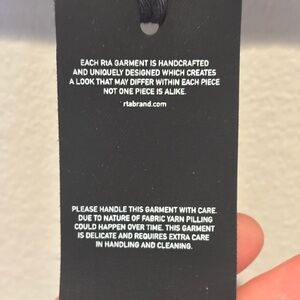 EACH RTA GARMENT IS HANDCRAFTED
AND UNIQUELY DESIGNED WHICH CREATES
A LOOK THAT MAY DIFFER WITHIN EACH PIECE
NOT ONE PIECE IS ALIKE.
rtabrand.com
PLEASE HANDLE THIS GARMENT WITH CARE.
DUE TO NATURE OF FABRIC YARN PILLING
COULD HAPPEN OVER TIME. THIS GARMENT
IS DELICATE AND REQUIRES EXTRA CARE
IN HANDLING AND CLEANING.